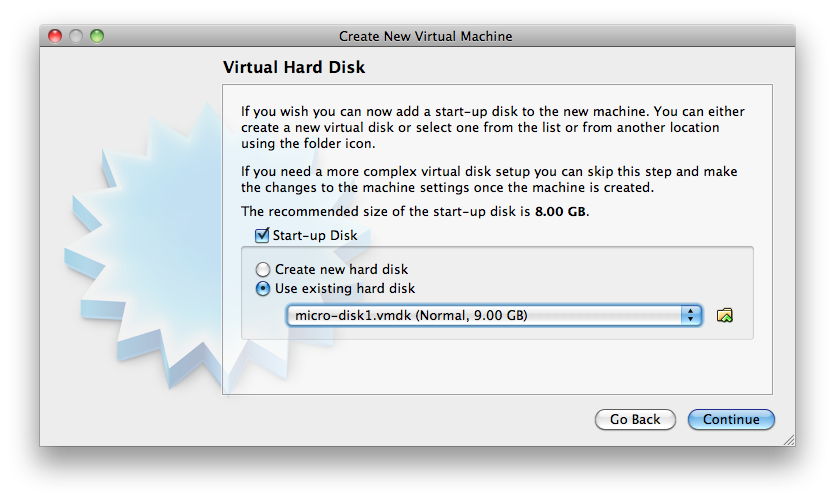 Create New Virtual Machine
Virtual Hard Disk
If you wish you can now add a start-up disk to the new machine. You can either
create a new virtual disk or select one from the list or from another location
using the folder icon.
If you need a more complex virtual disk setup you can skip this step and make
the changes to the machine settings once the machine is created.
The recommended size of the start-up disk is 8.00 GB.
Start-up Disk
Create new hard disk
Use existing hard disk
micro-disk1.vmdk (Normal, 9.00 GB)
Go Back
Continue